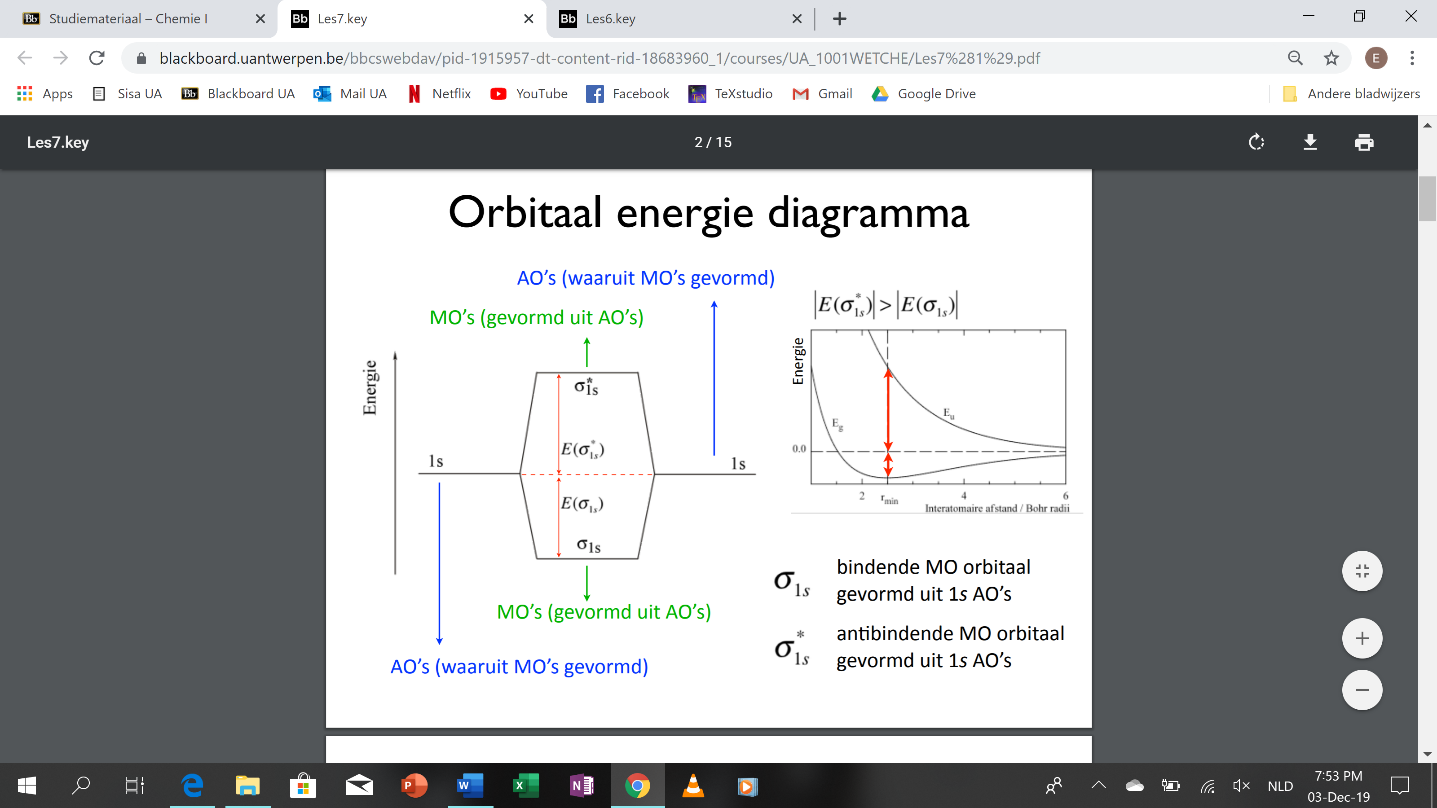 Studiemateriaal – Chemie I
Les7.key
Les6.key
blackboard.uantwerpen.be/bbcswebdav/pid-1915957-dt-content-rid-18683960_1/courses/UA_1001WETCHE/Les7%281%29.pdf
E
Apps
Sisa UA
Blackboard UA
Mail UA
Netflix
YouTube
Facebook
TeXstudio
Gmail
Google Drive
Andere bladwijzers
Les7.key
2 / 15
Orbitaal energie diagramma
AO's (waaruit MO's gevormd)
MO's (gevormd uit AO's)
Energie
σ*1s
E(σ*1s)
1s
1s
E(σ1s)
σ1s
MO's (gevormd uit AO's)
AO's (waaruit MO's gevormd)
|E(σ*1s)| > |E(σ1s)|
Energie
Eu
Eg
0.0
2 rmin 4 6
Interatomaire afstand / Bohr radii
σ1s bindende MO orbitaal
gevormd uit 1s AO's
σ*1s antibindende MO orbitaal
gevormd uit 1s AO's
NLD
7:53 PM
03-Dec-19